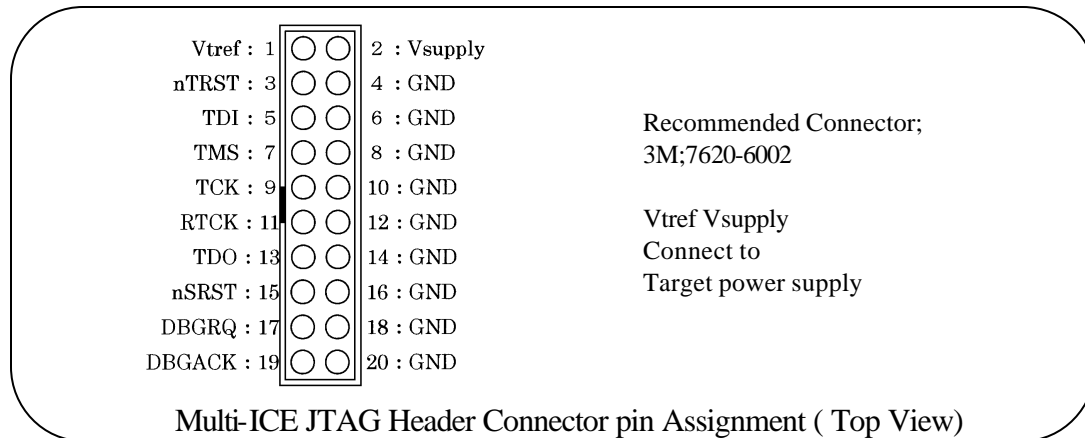 Vtref : 1 2 : Vsupply
nTRST : 3 4 : GND
TDI : 5 6 : GND
TMS : 7 8 : GND
TCK : 9 10 : GND
RTCK : 11 12 : GND
TDO : 13 14 : GND
nSRST : 15 16 : GND
DBGRQ : 17 18 : GND
DBGACK : 19 20 : GND
Recommended Connector;
3M;7620-6002
Vtref Vsupply
Connect to
Target power supply
Multi-ICE JTAG Header Connector pin Assignment ( Top View)